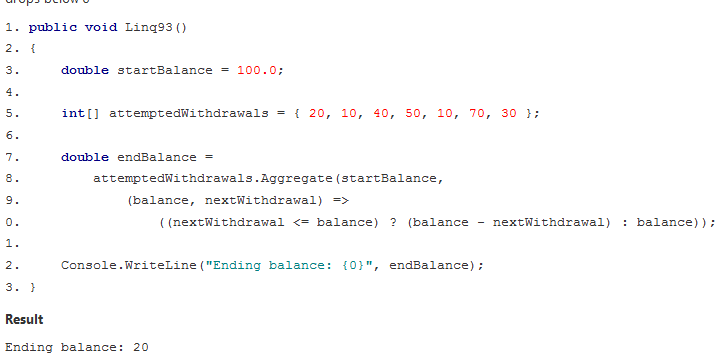 drops below 0
1. public void Linq93()
2. {
3.     double startBalance = 100.0;
4.
5.     int[] attemptedWithdrawals = { 20, 10, 40, 50, 10, 70, 30 };
6.
7.     double endBalance =
8.         attemptedWithdrawals.Aggregate(startBalance,
9.             (balance, nextWithdrawal) =>
0.                 ((nextWithdrawal <= balance) ? (balance - nextWithdrawal) : balance));
1.
2.     Console.WriteLine("Ending balance: {0}", endBalance);
3. }
Result
Ending balance: 20